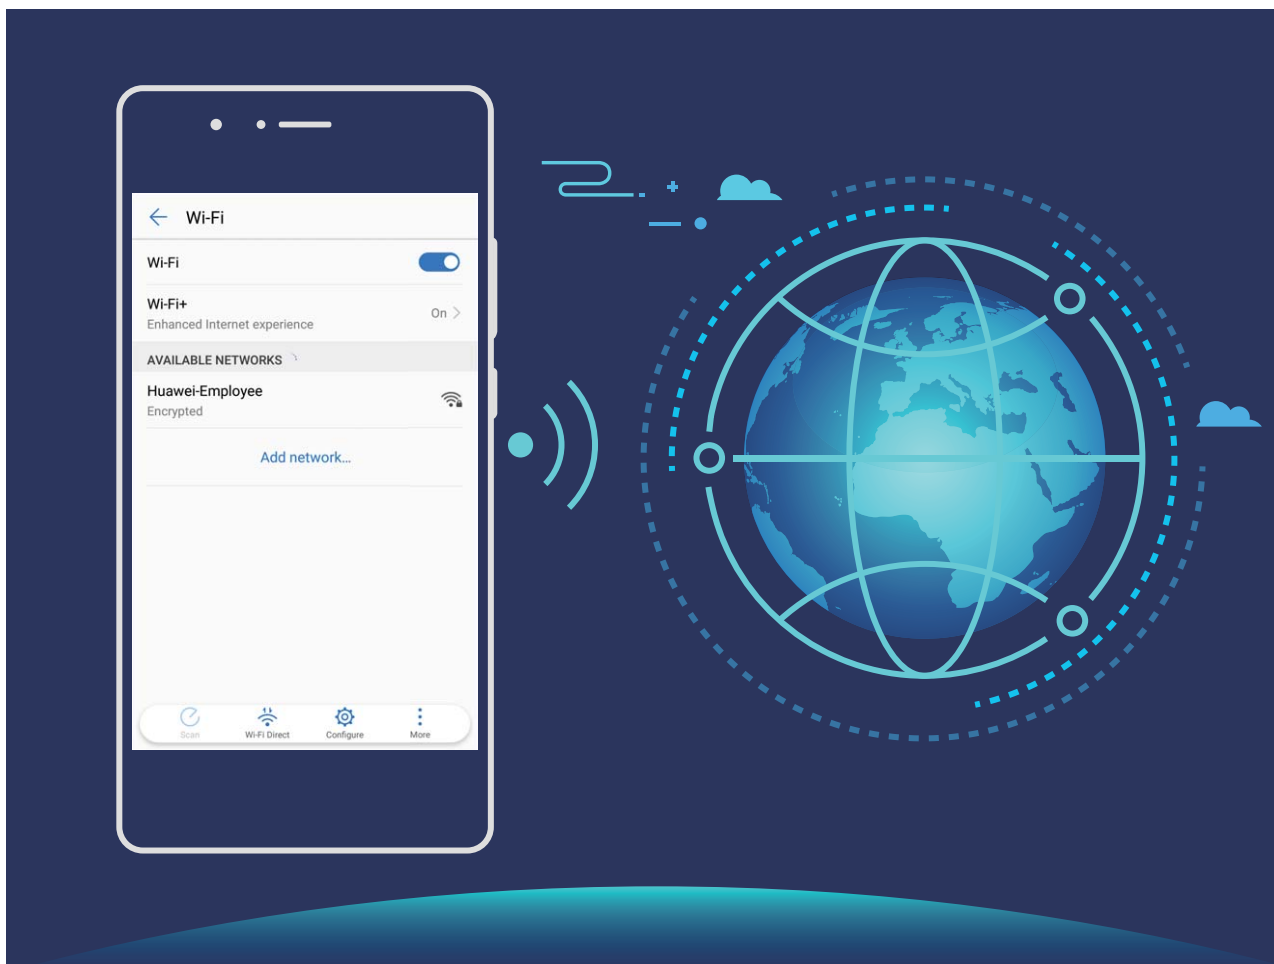 Wi-Fi
Wi-Fi
Wi-Fi+
Enhanced Internet experience
On
AVAILABLE NETWORKS
Huawei-Employee
Encrypted
Add network...
Scan
Wi-Fi Direct
Configure
More